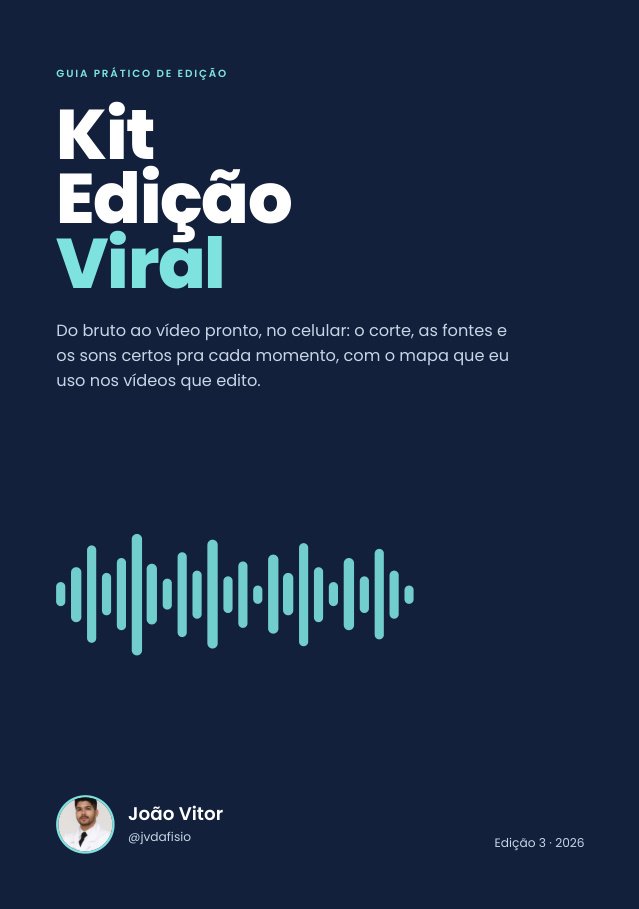 GUIA PRÁTICO DE EDIÇÃO
Kit
Edição
Viral
Do bruto ao vídeo pronto, no celular: o corte, as fontes e
os sons certos pra cada momento, com o mapa que eu
uso nos vídeos que edito.
João Vitor
@jvdafisio
Edição 3 · 2026